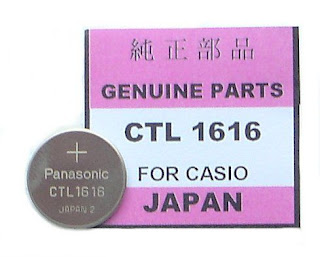 純正部品
GENUINE PARTS
CTL 1616
FOR CASIO
JAPAN
+
Panasonic
CTL1616
JAPAN 2